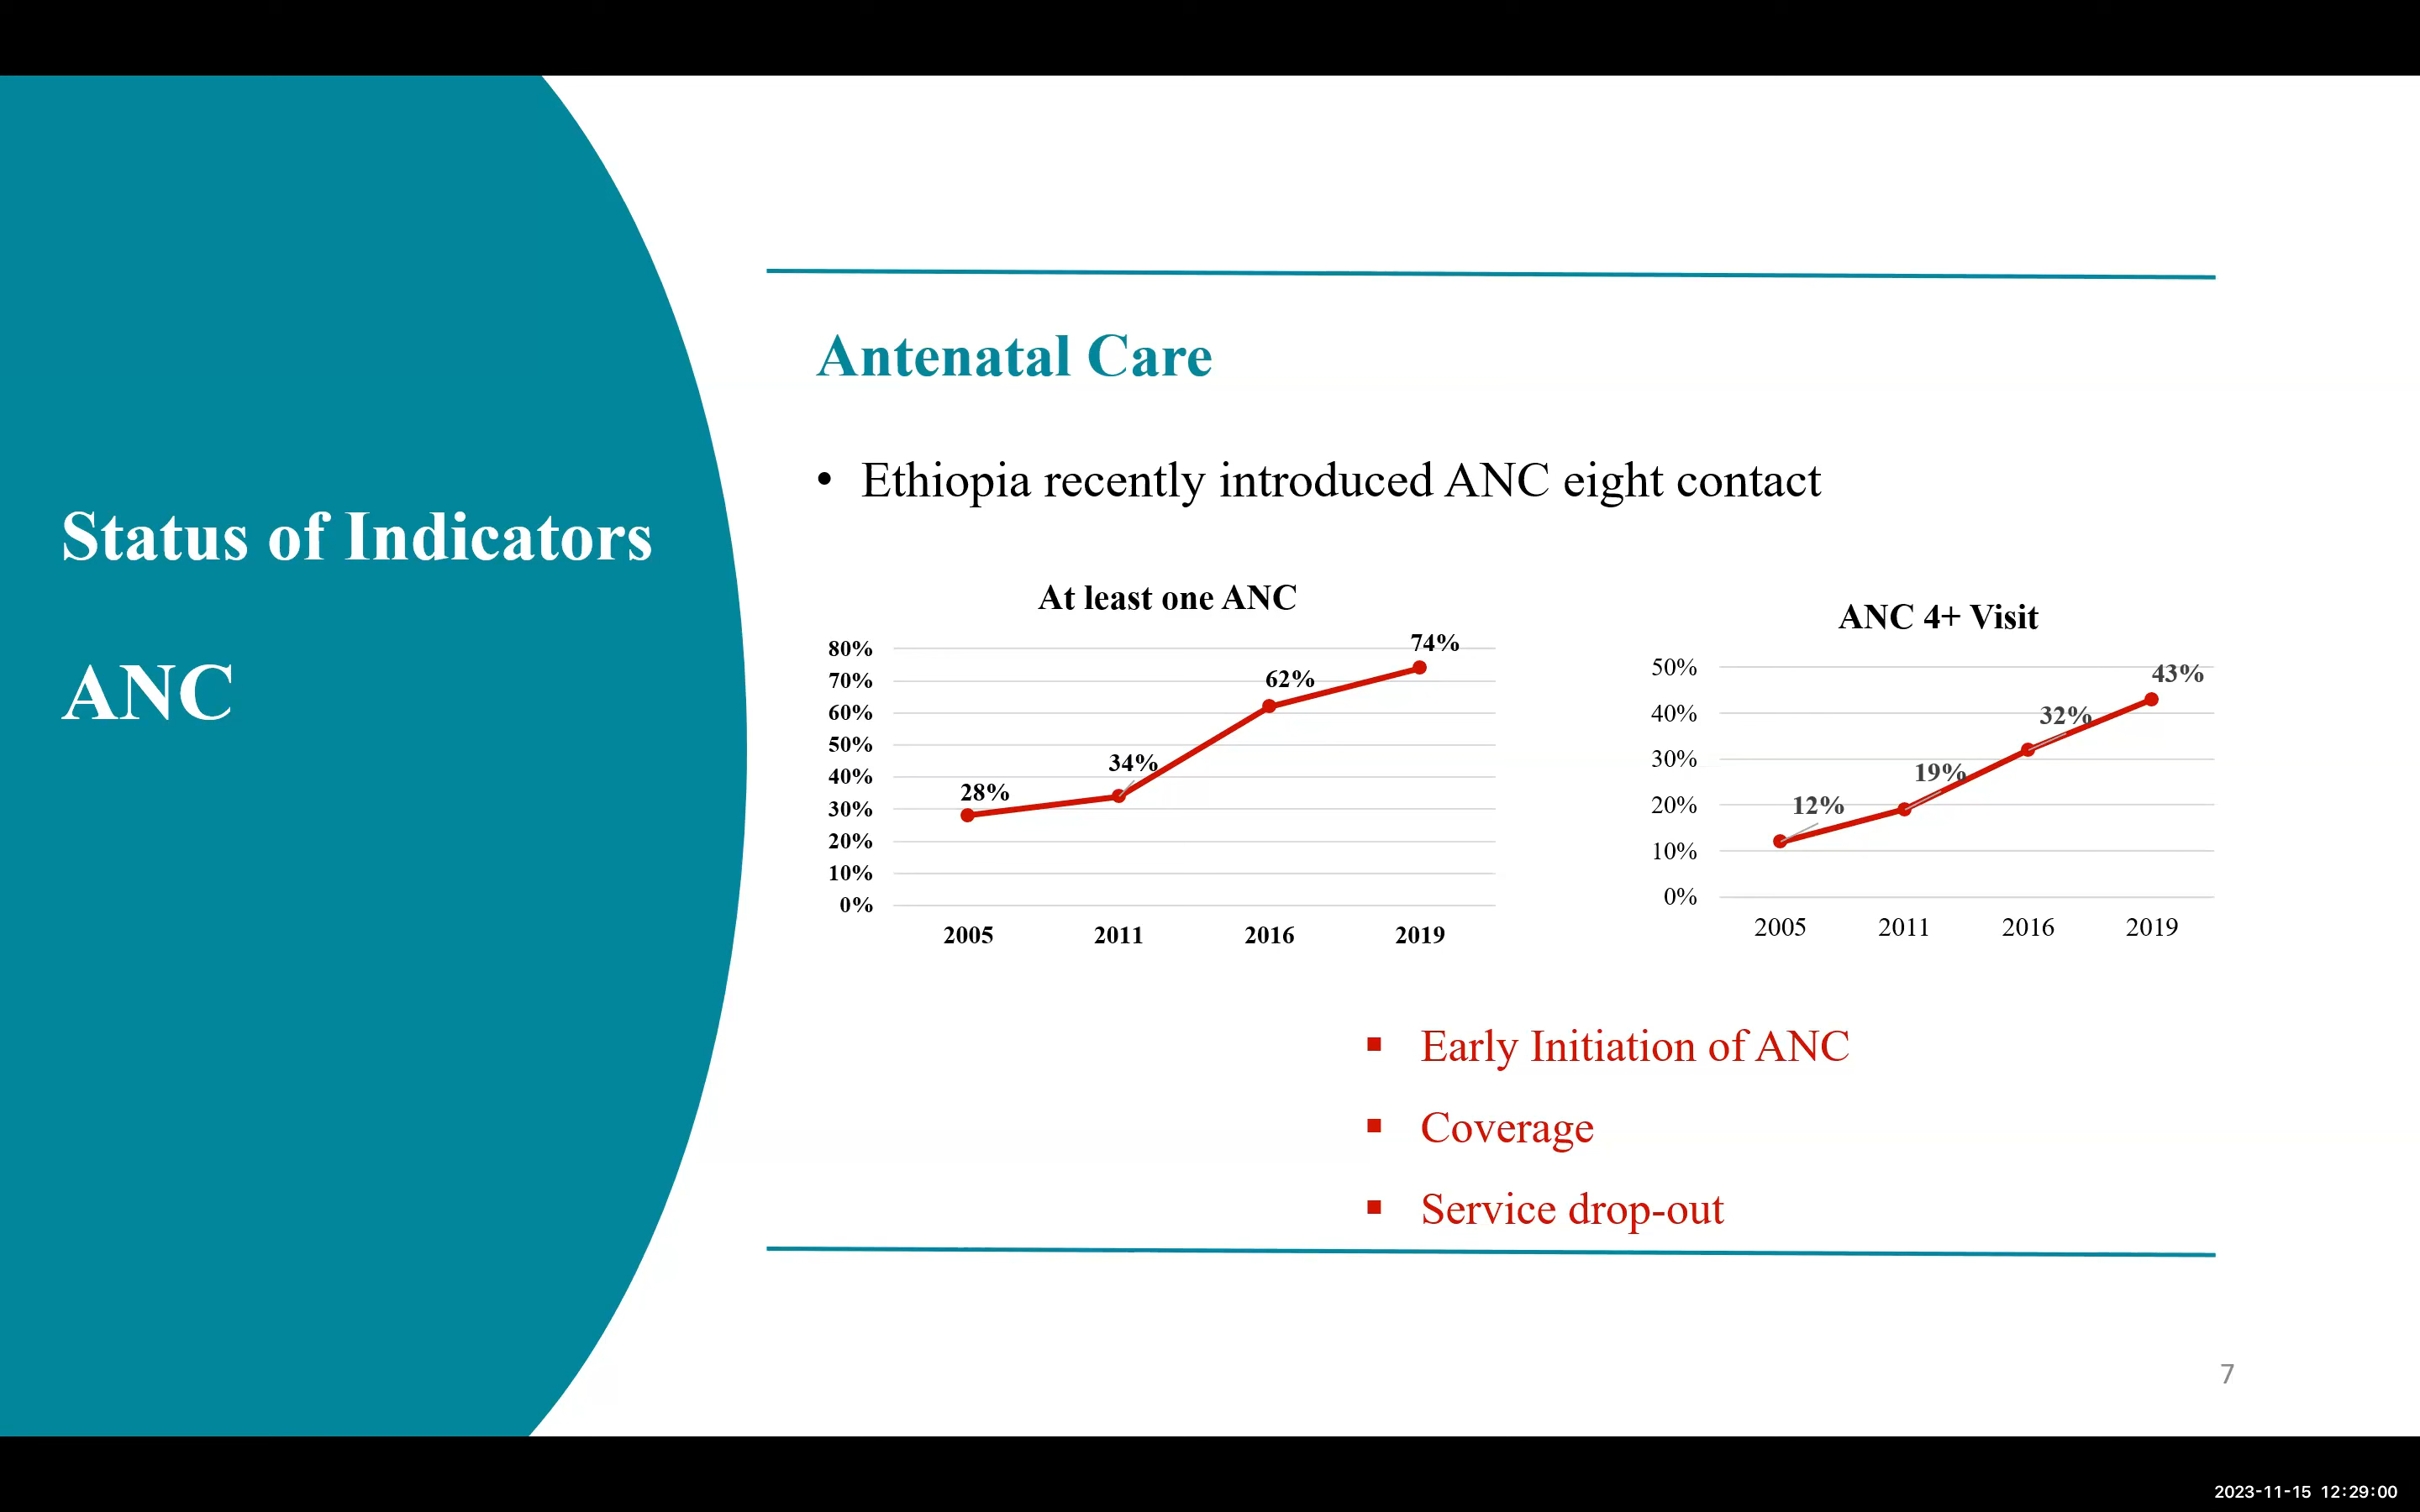 Status of Indicators
ANC
Antenatal Care
• Ethiopia recently introduced ANC eight contact
At least one ANC
80%
70%
60%
50%
40%
30%
20%
10%
0%
28%
34%
62%
74%
2005 2011 2016 2019
ANC 4+ Visit
50%
40%
30%
20%
10%
0%
12%
19%
32%
43%
2005 2011 2016 2019
▪ Early Initiation of ANC
▪ Coverage
▪ Service drop-out
7
2023-11-15 12:29:00